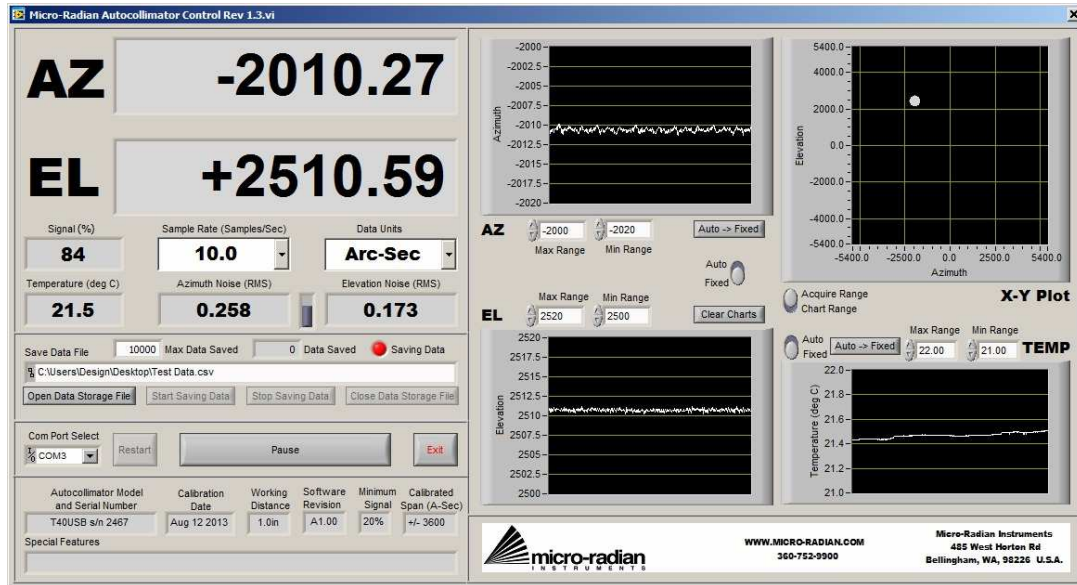 Micro-Radian Autocollimator Control Rev 1.3.vi
AZ -2010.27
EL +2510.59
Signal (%) Sample Rate (Samples/Sec) Data Units
84 10.0 Arc-Sec
Temperature (deg C) Azimuth Noise (RMS) Elevation Noise (RMS)
21.5 0.258 0.173
Save Data File 10000 Max Data Saved 0 Data Saved Saving Data
C:\Users\Design\Desktop\Test Data.csv
Open Data Storage File Start Saving Data Stop Saving Data Close Data Storage File
Com Port Select
COM3 Restart Pause Exit
Autocollimator Model and Serial Number
T40USB s/n 2467
Calibration Date
Aug 12 2013
Working Distance
1.0in
Software Revision
A1.00
Minimum Signal
20%
Calibrated Span (A-Sec)
+/- 3600
Special Features
-2000
-2002.5
-2005
-2007.5
-2010
-2012.5
-2015
-2017.5
-2020
Azimuth
AZ -2000 -2020 Auto -> Fixed
Max Range Min Range
Auto
Fixed
Max Range Min Range
EL 2520 2500 Clear Charts
2520
2517.5
2515
2512.5
2510
2507.5
2505
2502.5
2500
Elevation
5400.0
4000.0
2000.0
0.0
-2000.0
-4000.0
-5400.0
Elevation
-5400.0 -2500.0 0.0 2500.0 5400.0
Azimuth
Acquire Range
Chart Range
X-Y Plot
Auto
Fixed
Auto -> Fixed
Max Range Min Range
22.00 21.00 TEMP
22.0
21.8
21.6
21.4
21.2
21.0
Temperature (deg C)
micro-radian
INSTRUMENTS
WWW.MICRO-RADIAN.COM
360-752-9900
Micro-Radian Instruments
485 West Horton Rd
Bellingham, WA, 98226 U.S.A.